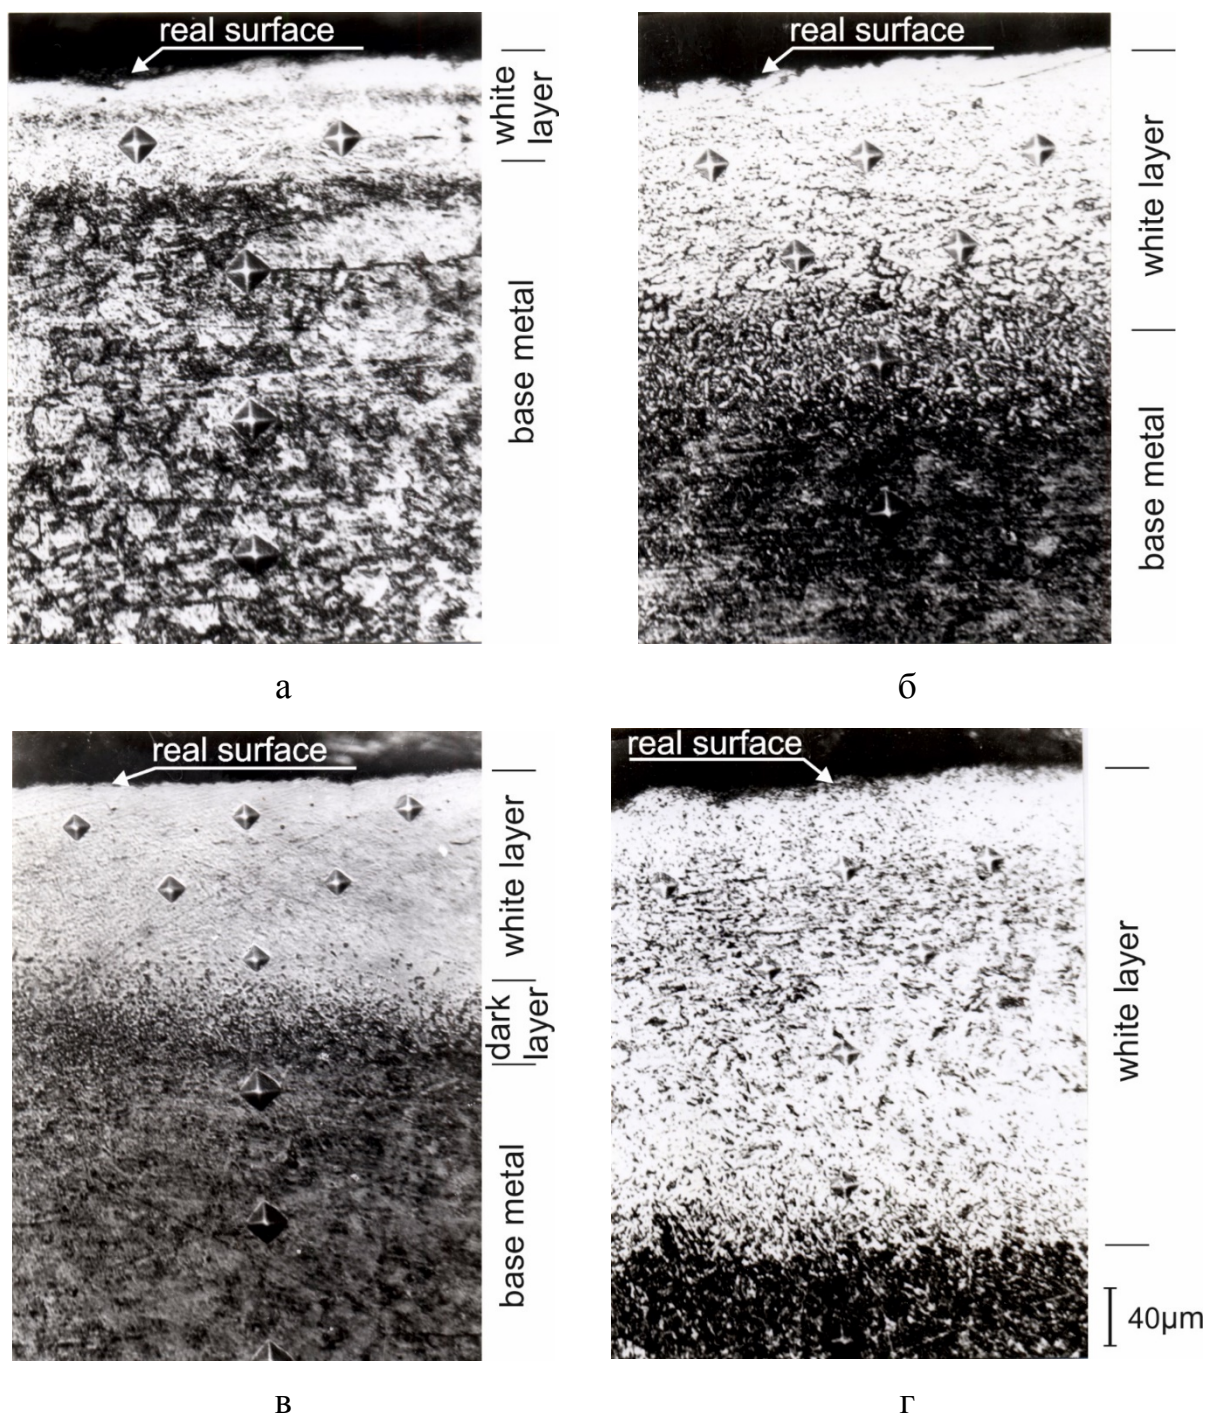 real surface
white
layer
base metal
а
real surface
white layer
base metal
б
real surface
white layer
dark
layer
base metal
в
real surface
white layer
40µm
г